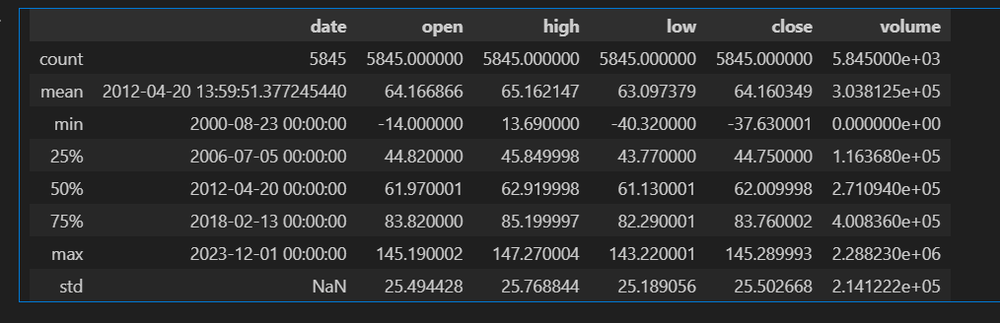 date open high low close volume
count 5845 5845.000000 5845.000000 5845.000000 5845.000000 5.845000e+03
mean 2012-04-20 13:59:51.377245440 64.166866 65.162147 63.097379 64.160349 3.038125e+05
min 2000-08-23 00:00:00 -14.000000 13.690000 -40.320000 -37.630001 0.000000e+00
25% 2006-07-05 00:00:00 44.820000 45.849998 43.770000 44.750000 1.163680e+05
50% 2012-04-20 00:00:00 61.970001 62.919998 61.130001 62.009998 2.710940e+05
75% 2018-02-13 00:00:00 83.820000 85.199997 82.290001 83.760002 4.008360e+05
max 2023-12-01 00:00:00 145.190002 147.270004 143.220001 145.289993 2.288230e+06
std NaN 25.494428 25.768844 25.189056 25.502668 2.141222e+05